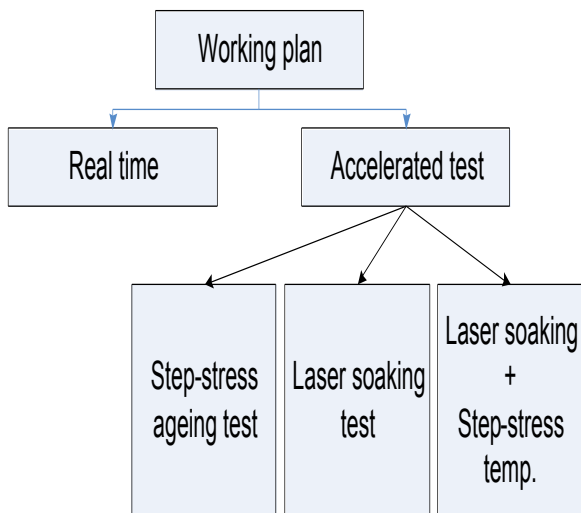 Working plan
Real time
Accelerated test
Step-stress
ageing test
Laser soaking
test
Laser soaking
+
Step-stress
temp.